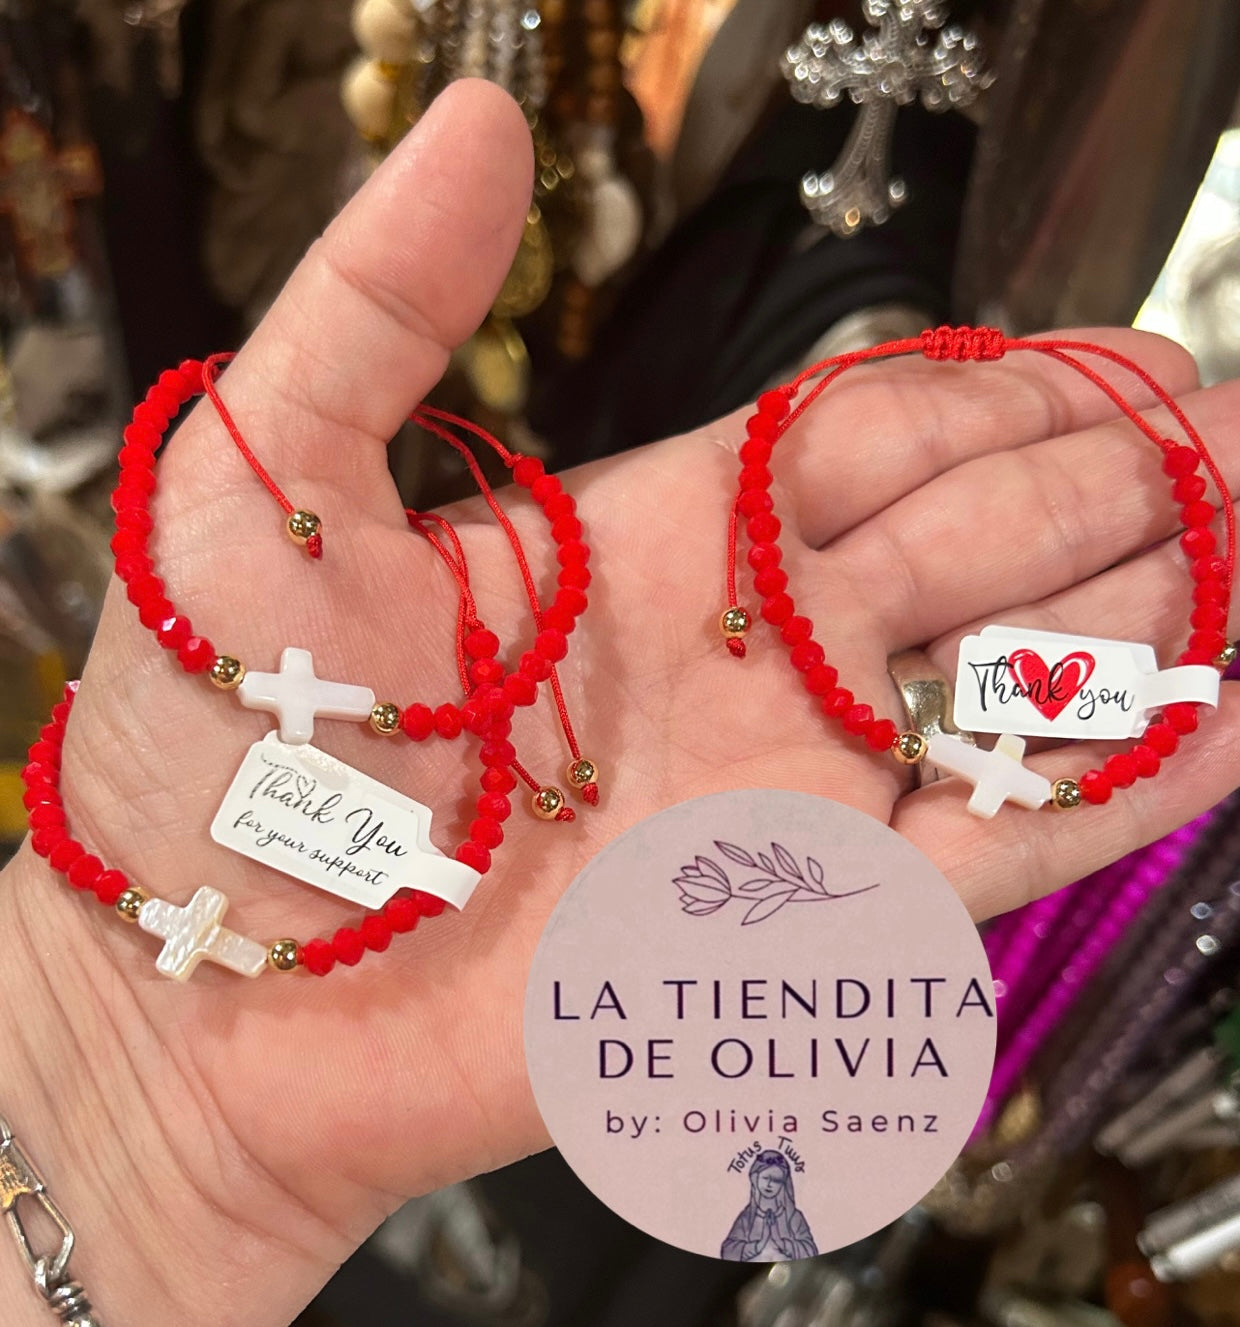 Thank You
for your support
Thank you
LA TIENDITA
DE OLIVIA
by: Olivia Saenz
Totus Tuus